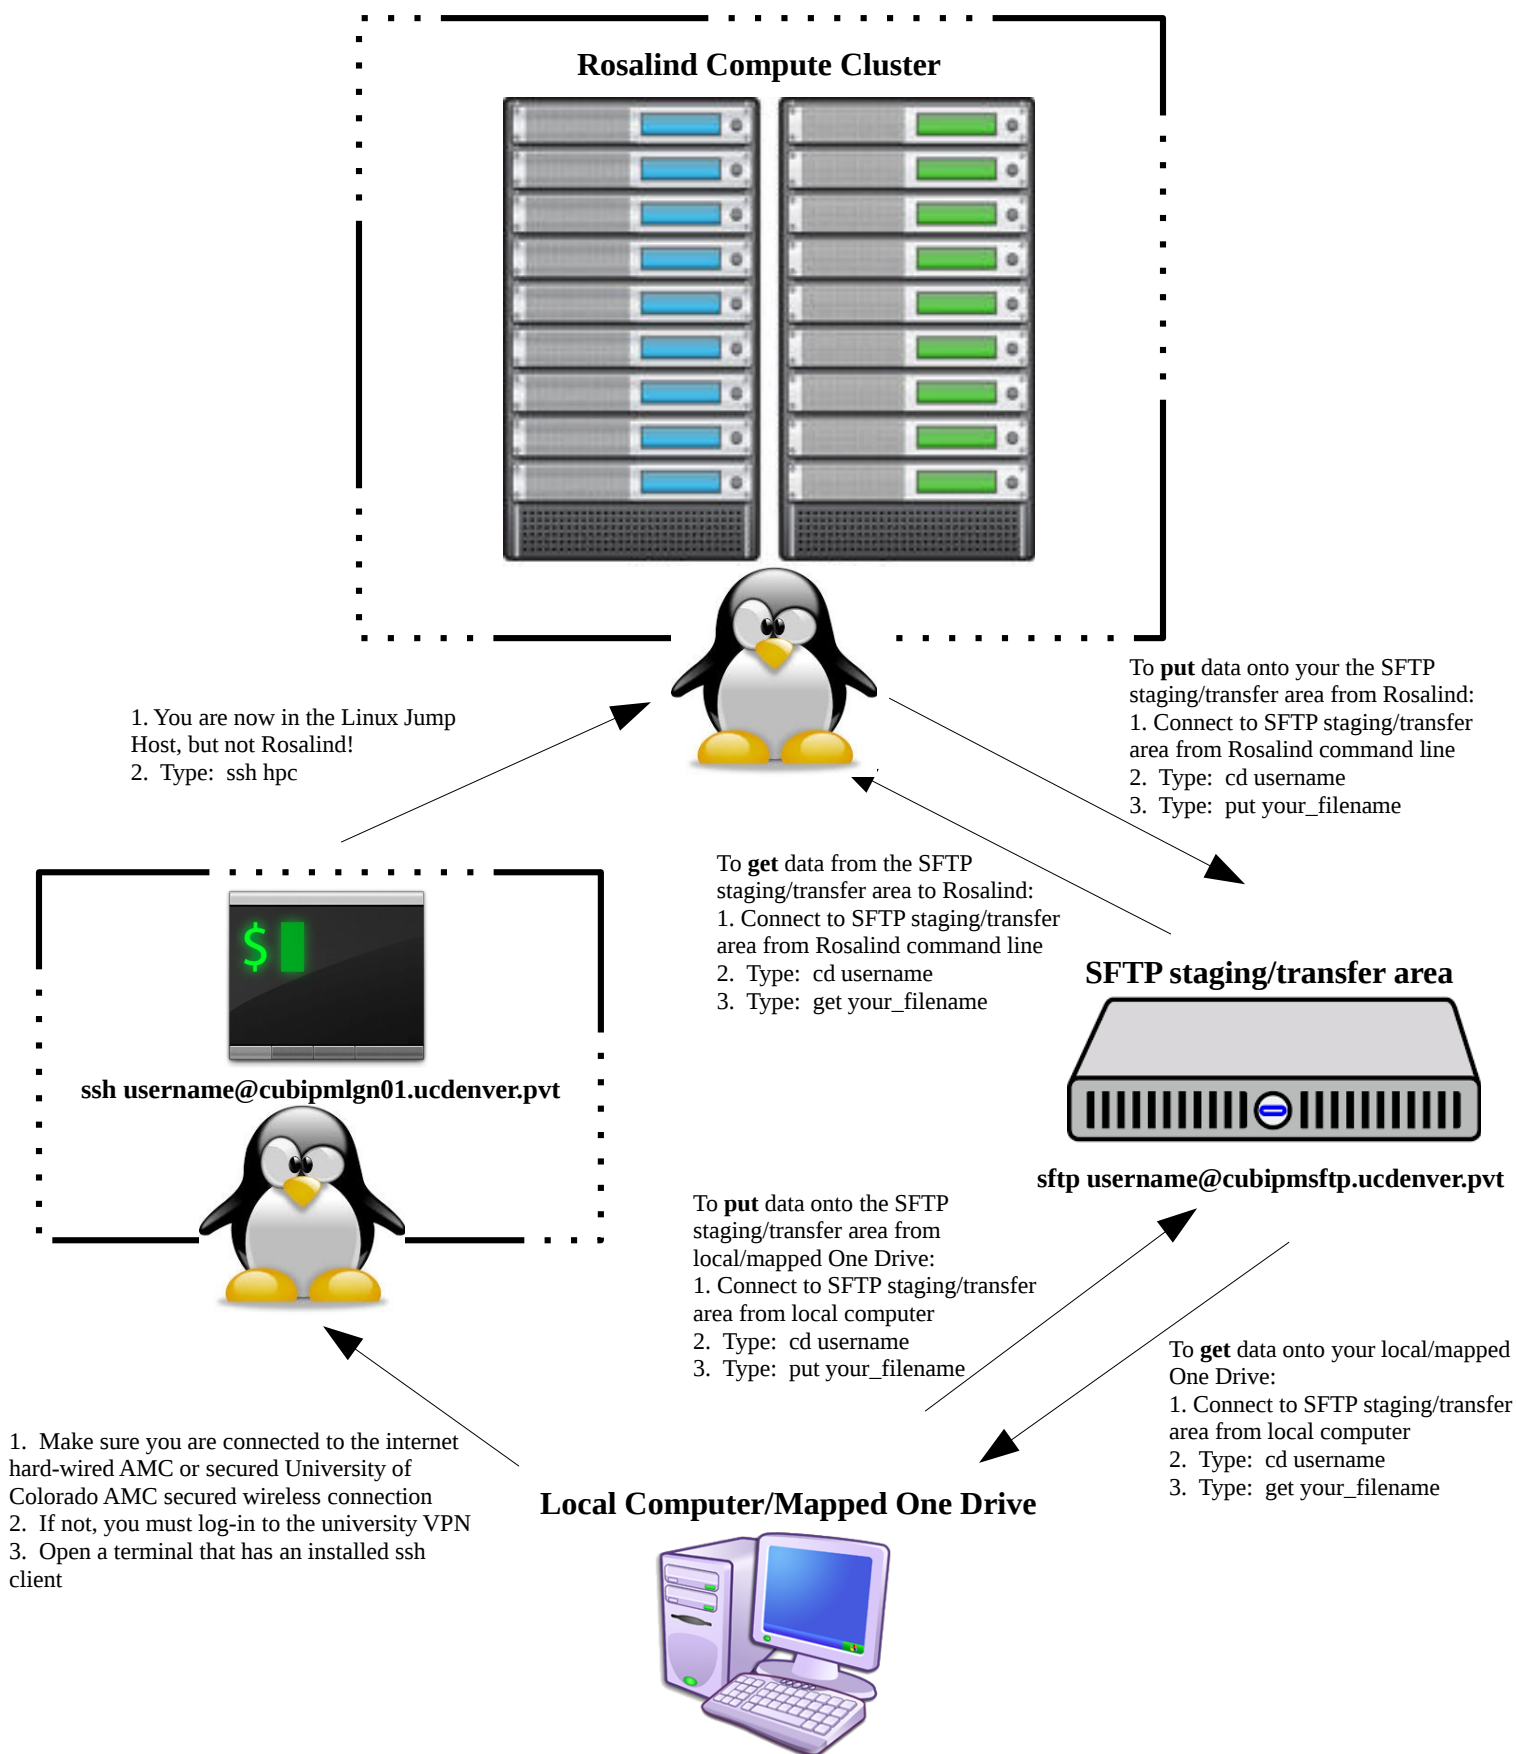 Rosalind Compute Cluster
To put data onto your the SFTP
staging/transfer area from Rosalind:
1. Connect to SFTP staging/transfer
area from Rosalind command line
2. Type: cd username
3. Type: put your_filename
1. You are now in the Linux Jump
Host, but not Rosalind!
2. Type: ssh hpc
To get data from the SFTP
staging/transfer area to Rosalind:
1. Connect to SFTP staging/transfer
area from Rosalind command line
2. Type: cd username
3. Type: get your_filename
$
ssh username@cubipmlgn01.ucdenver.pvt
SFTP staging/transfer area
sftp username@cubipmsftp.ucdenver.pvt
To put data onto the SFTP
staging/transfer area from
local/mapped One Drive:
1. Connect to SFTP staging/transfer
area from local computer
2. Type: cd username
3. Type: put your_filename
To get data onto your local/mapped
One Drive:
1. Connect to SFTP staging/transfer
area from local computer
2. Type: cd username
3. Type: get your_filename
1. Make sure you are connected to the internet
hard-wired AMC or secured University of
Colorado AMC secured wireless connection
2. If not, you must log-in to the university VPN
3. Open a terminal that has an installed ssh
client
Local Computer/Mapped One Drive